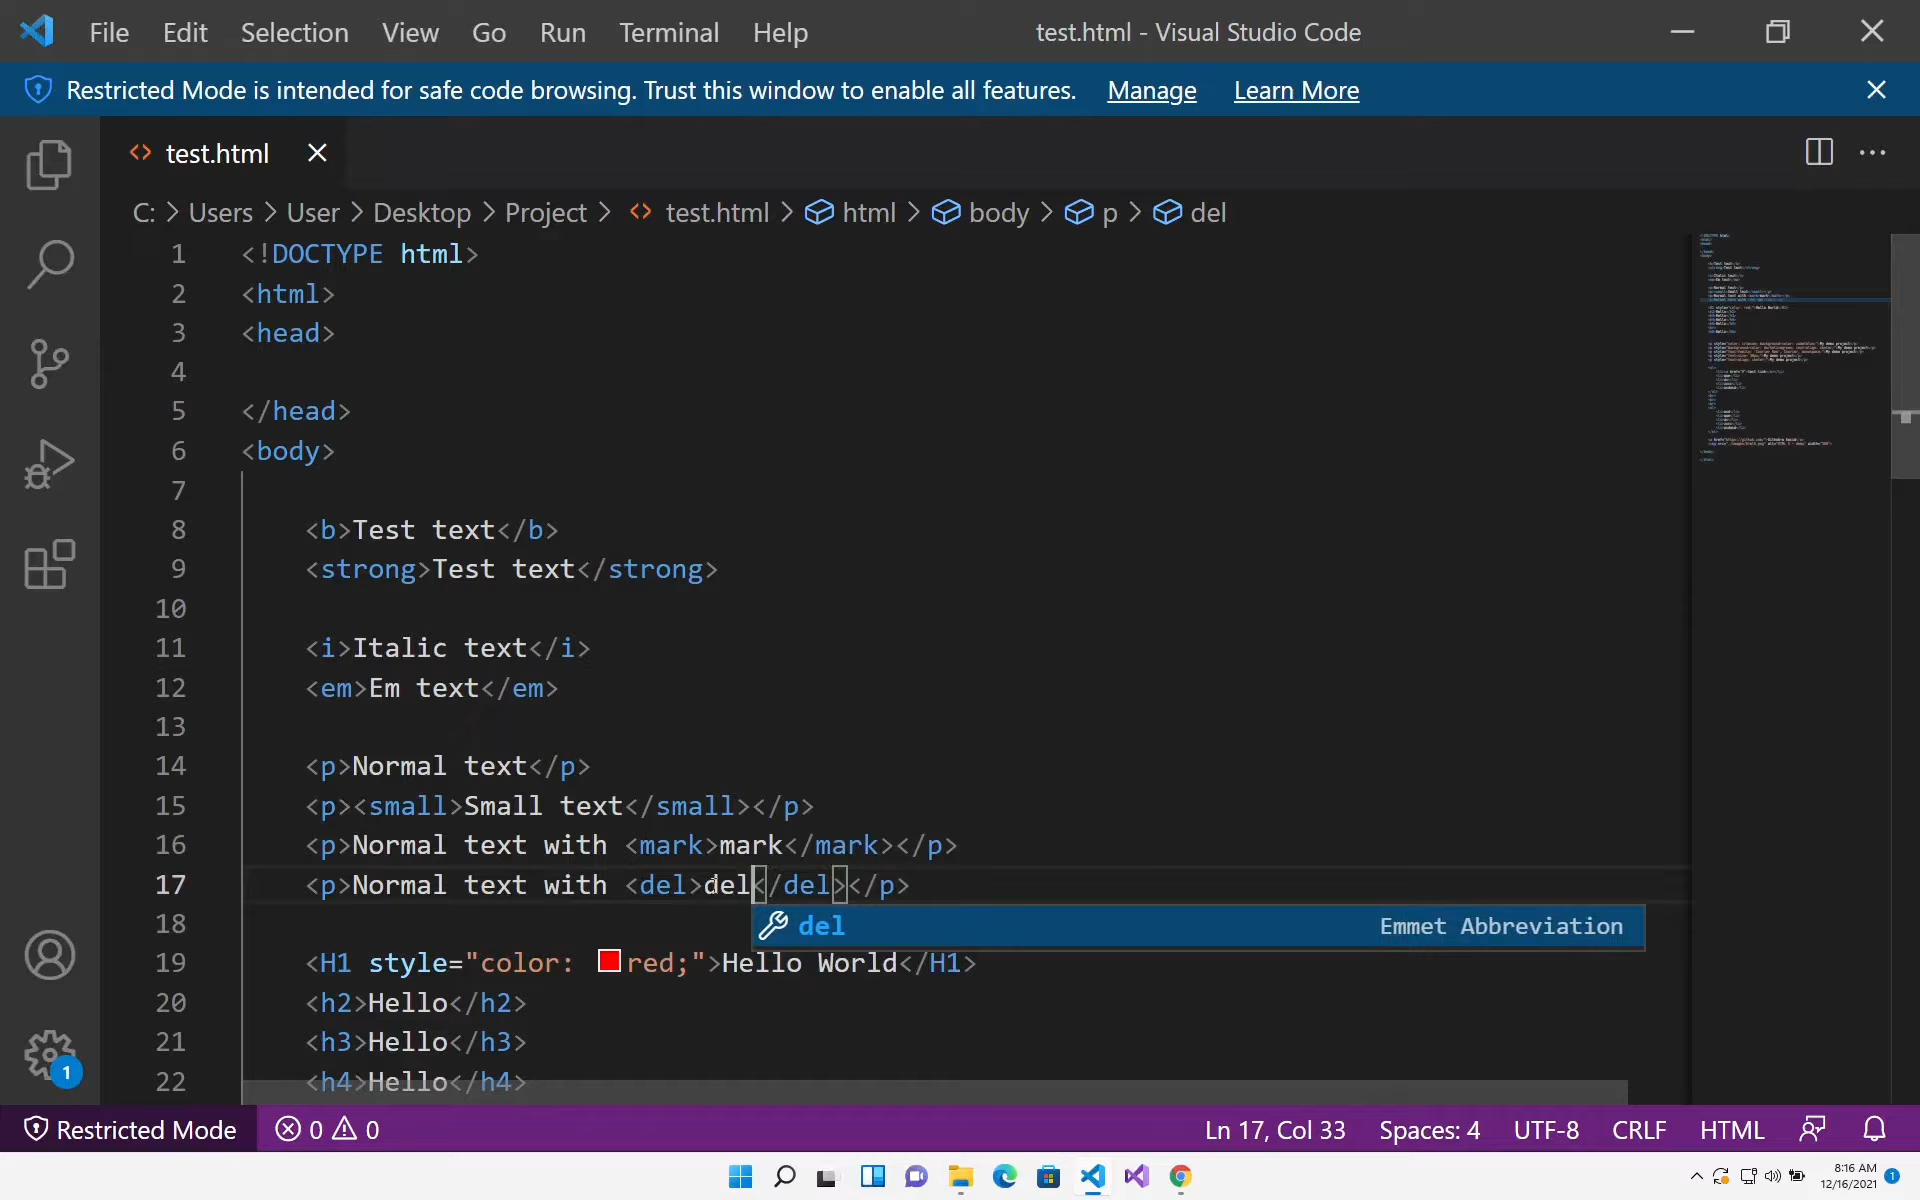 File Edit Selection View Go Run Terminal Help test.html - Visual Studio Code
Restricted Mode is intended for safe code browsing. Trust this window to enable all features. Manage Learn More
test.html
C: > Users > User > Desktop > Project > test.html > html > body > p > del
1 <!DOCTYPE html>
2 <html>
3 <head>
4
5 </head>
6 <body>
7
8 <b>Test text</b>
9 <strong>Test text</strong>
10
11 <i>Italic text</i>
12 <em>Em text</em>
13
14 <p>Normal text</p>
15 <p><small>Small text</small></p>
16 <p>Normal text with <mark>mark</mark></p>
17 <p>Normal text with <del>del</del></p>
del Emmet Abbreviation
18
19 <H1 style="color: red;">Hello World</H1>
20 <h2>Hello</h2>
21 <h3>Hello</h3>
22 <h4>Hello</h4>
1
Restricted Mode 0 0 Ln 17, Col 33 Spaces: 4 UTF-8 CRLF HTML
8:16 AM
12/16/2021 1